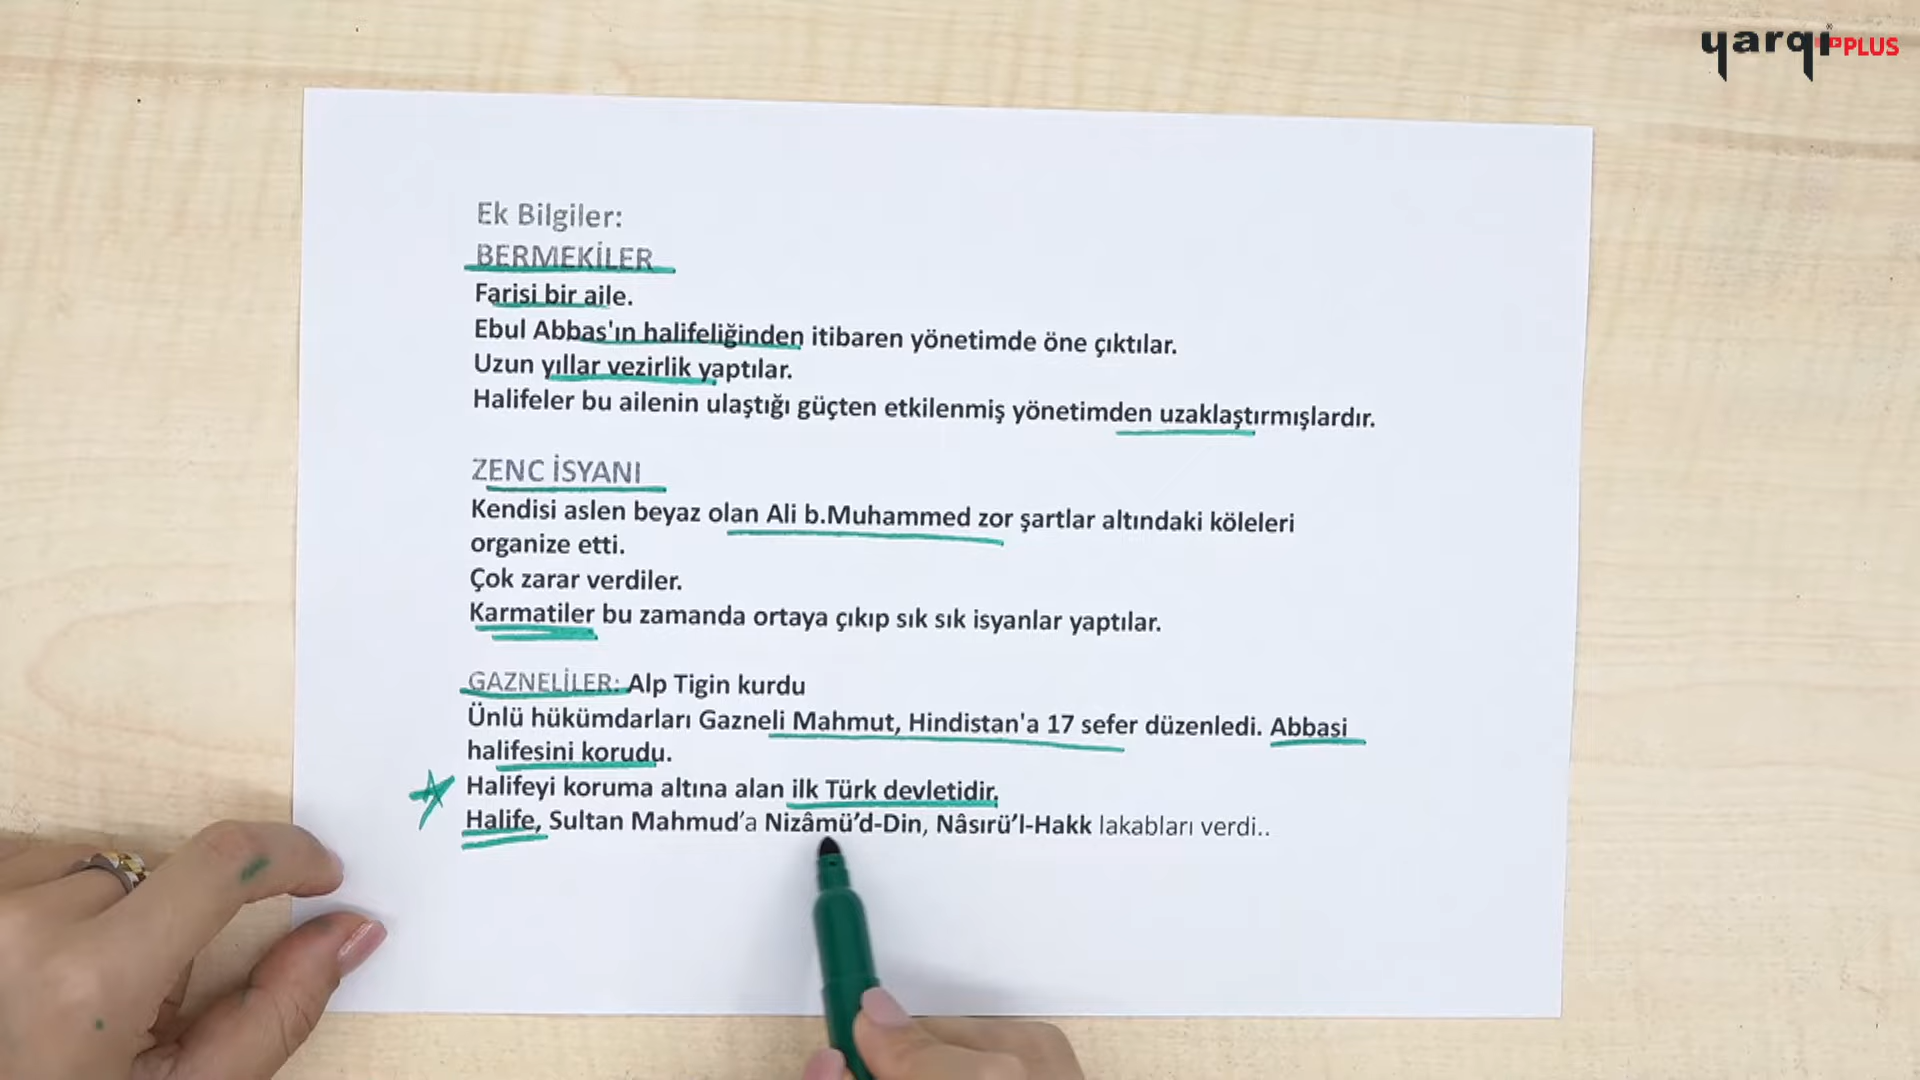 yarqı PLUS
Ek Bilgiler:
BERMEKİLER
Farisi bir aile.
Ebul Abbas'ın halifeliğinden itibaren yönetimde öne çıktılar.
Uzun yıllar vezirlik yaptılar.
Halifeler bu ailenin ulaştığı güçten etkilenmiş yönetimden uzaklaştırmışlardır.
ZENC İSYANI
Kendisi aslen beyaz olan Ali b.Muhammed zor şartlar altındaki köleleri
organize etti.
Çok zarar verdiler.
Karmatiler bu zamanda ortaya çıkıp sık sık isyanlar yaptılar.
GAZNELİLER: Alp Tigin kurdu
Ünlü hükümdarları Gazneli Mahmut, Hindistan'a 17 sefer düzenledi. Abbasi
halifesini korudu.
Halifeyi koruma altına alan ilk Türk devletidir.
Halife, Sultan Mahmud’a Nizâmü’d-Din, Nâsırü’l-Hakk lakabları verdi..